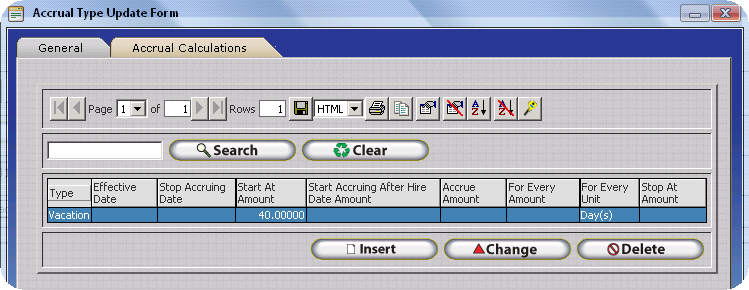 Accrual Type Update Form
General Accrual Calculations
Page 1 of 1 Rows 1 HTML
Search Clear
Type Effective Date Stop Accruing Date Start At Amount Start Accruing After Hire Date Amount Accrue Amount For Every Amount For Every Unit Stop At Amount
Vacation 40.00000 Day(s)
Insert Change Delete